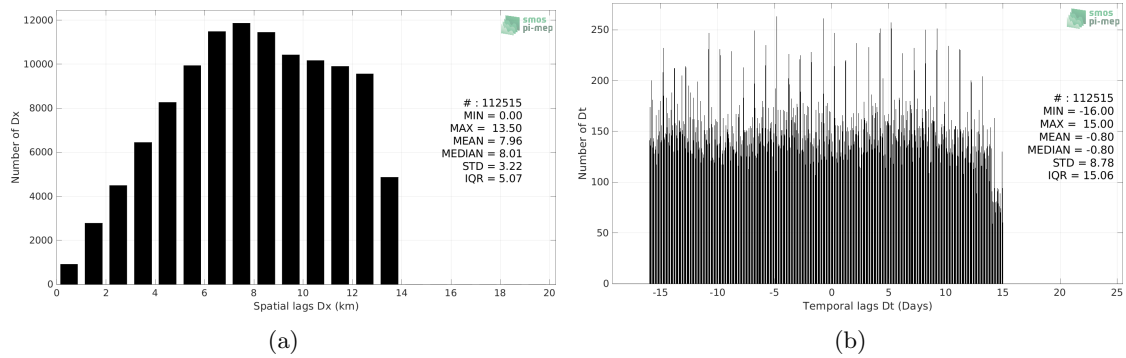 12000
10000
8000
6000
4000
2000
0
Number of Dx
0 2 4 6 8 10 12 14 16 18 20
Spatial lags Dx (km)
smos
pi-mep
# : 112515
MIN = 0.00
MAX = 13.50
MEAN = 7.96
MEDIAN = 8.01
STD = 3.22
IQR = 5.07
(a)
250
200
150
100
50
0
Number of Dt
-15 -10 -5 0 5 10 15 20 25
Temporal lags Dt (Days)
smos
pi-mep
# : 112515
MIN = -16.00
MAX = 15.00
MEAN = -0.80
MEDIAN = -0.80
STD = 8.78
IQR = 15.06
(b)